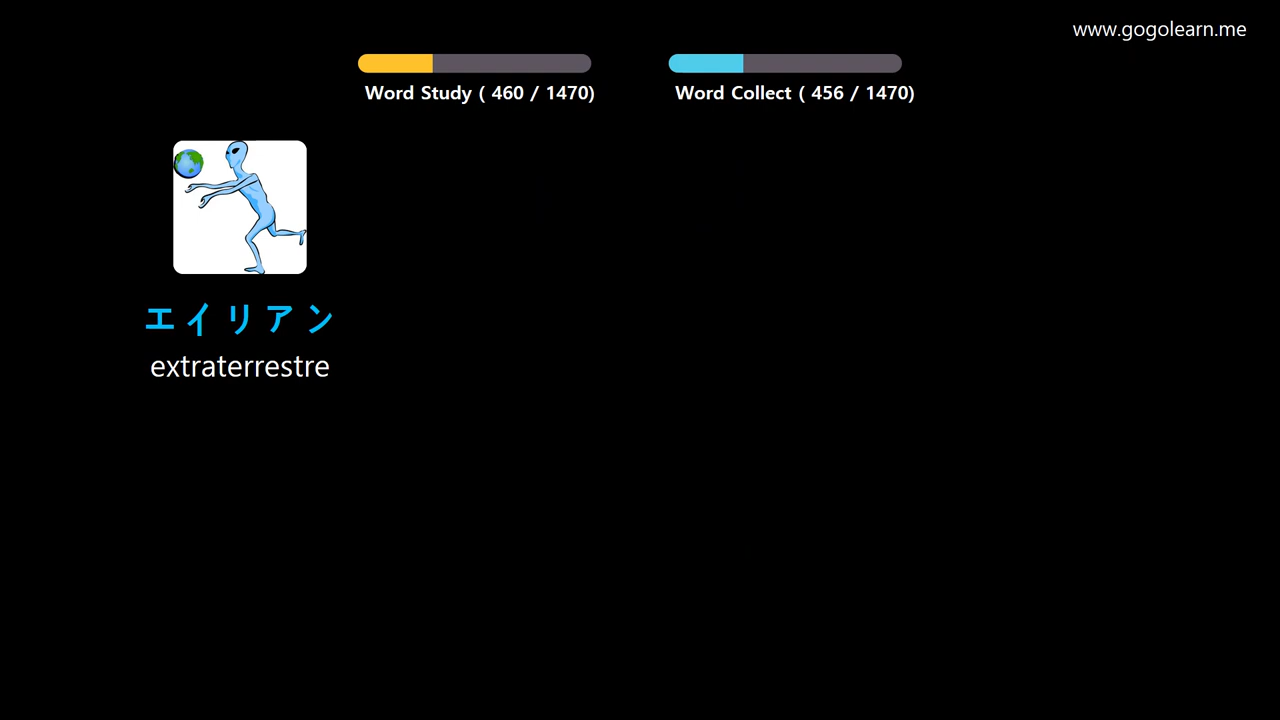 www.gogolearn.me
Word Study ( 460 / 1470)
Word Collect ( 456 / 1470)
エイリアン
extraterrestre